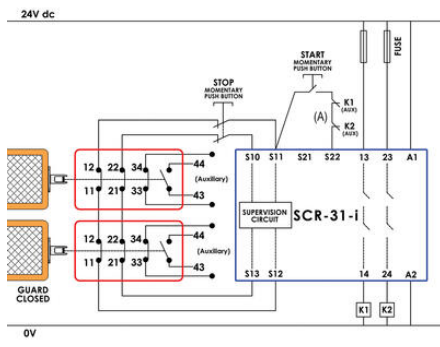 24V dc
START
MOMENTARY
PUSH BUTTON
FUSE
STOP
MOMENTARY
PUSH BUTTON
K1
(AUX)
(A)
K2
(AUX)
12 22 34
44
(Auxiliary)
43
11 21 33
S10 S11 S21 S22 13 23 A1
SUPERVISION
CIRCUIT
SCR-31-i
12 22 34
44
(Auxiliary)
43
11 21 33
S13 S12 14 24 A2
GUARD
CLOSED
K1 K2
0V